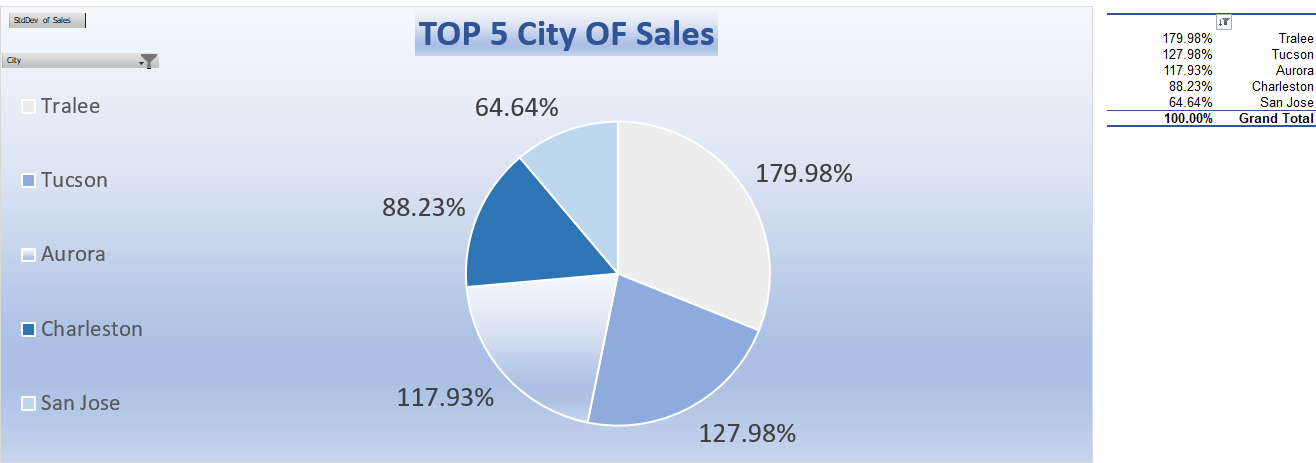 StdDev of Sales
TOP 5 City OF Sales
City
Tralee
Tucson
Aurora
Charleston
San Jose
64.64%
179.98%
88.23%
117.93%
127.98%
179.98% Tralee
127.98% Tucson
117.93% Aurora
88.23% Charleston
64.64% San Jose
100.00% Grand Total